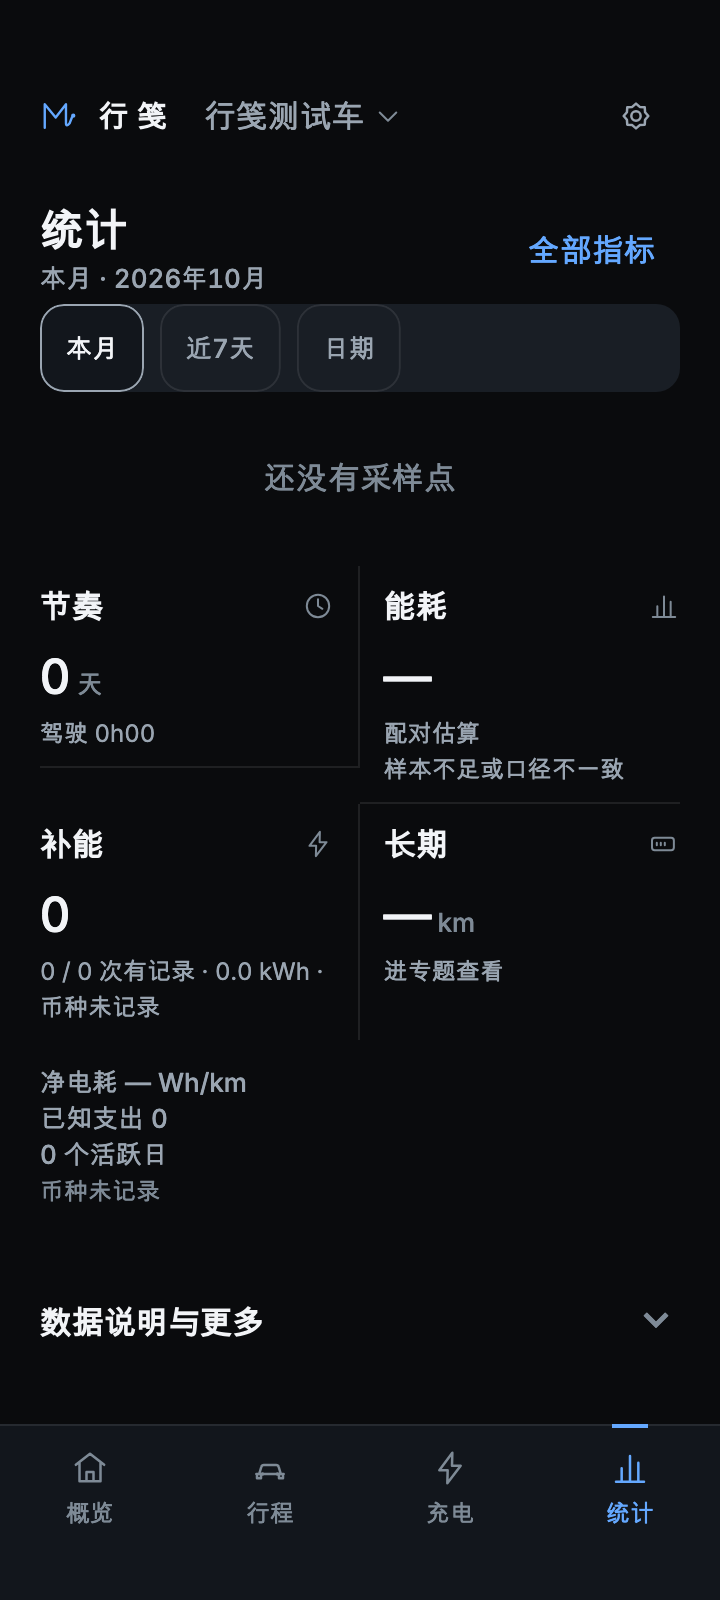 行笺 行笺测试车
统计
全部指标
本月 · 2026年10月
本月 近7天 日期
还没有采样点
节奏
0 天
驾驶 0h00
能耗
—
配对估算
样本不足或口径不一致
补能
0
0 / 0 次有记录 · 0.0 kWh ·
币种未记录
长期
— km
进专题查看
净电耗 — Wh/km
已知支出 0
0 个活跃日
币种未记录
数据说明与更多
概览 行程 充电 统计